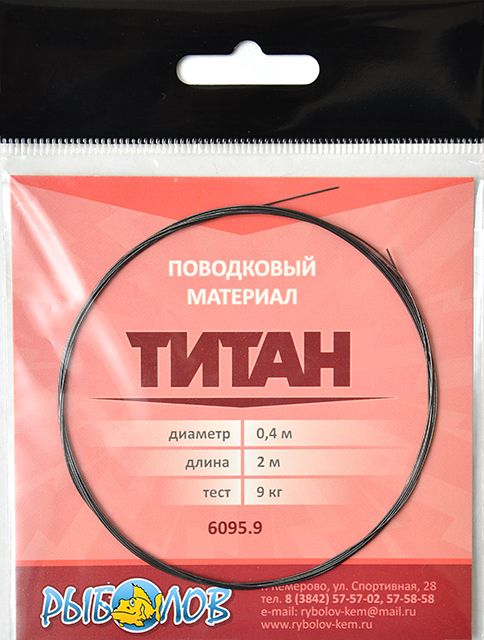 ПОВОДКОВЫЙ
МАТЕРИАЛ
ТИТАН
диаметр 0,4 м
длина 2 м
тест 9 кг
6095.9
г. Кемерово, ул. Спортивная, 28
тел. 8 (3842) 57-57-02, 57-58-58
e-mail: rybolov-kem@mail.ru
www.rybolov-kem.ru
РЫБОЛОВ